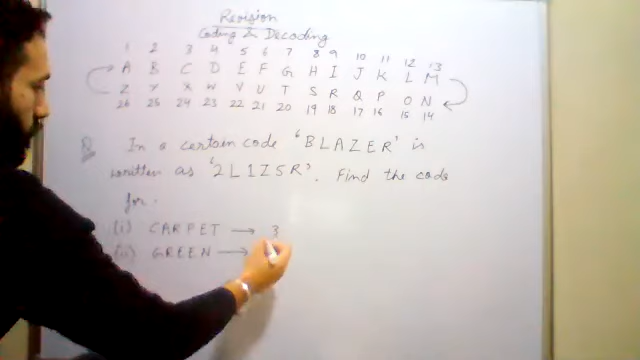 Revision
Coding & Decoding
1 2 3 4 5 6 7 8 9 10 11 12 13
A B C D E F G H I J K L M
Z Y X W V U T S R Q P O N
26 25 24 23 22 21 20 19 18 17 16 15 14
Q In a certain code 'BLAZER' is
written as '2L1Z5R'. Find the code
for.
(i) CARPET → 3
(ii) GREEN →